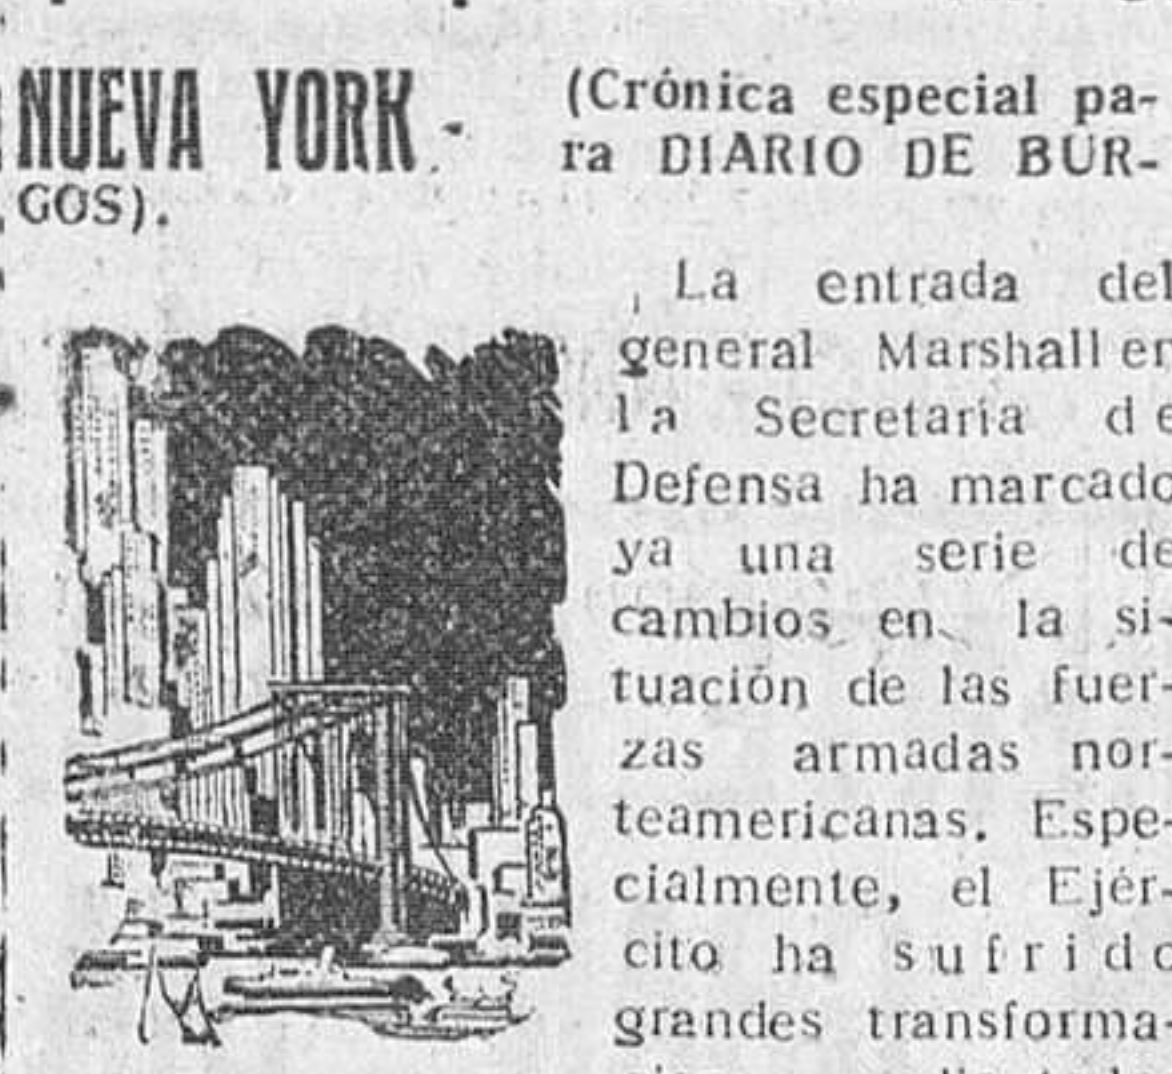 NUEVA YORK.- (Crónica especial pa-
ra DIARIO DE BUR-
GOS).
La entrada del
general Marshall en
la Secretaría de
Defensa ha marcado
ya una serie de
cambios en la si-
tuación de las fuer-
zas armadas nor-
teamericanas. Espe-
cialmente, el Ejér-
cito ha sufrido
grandes transforma-